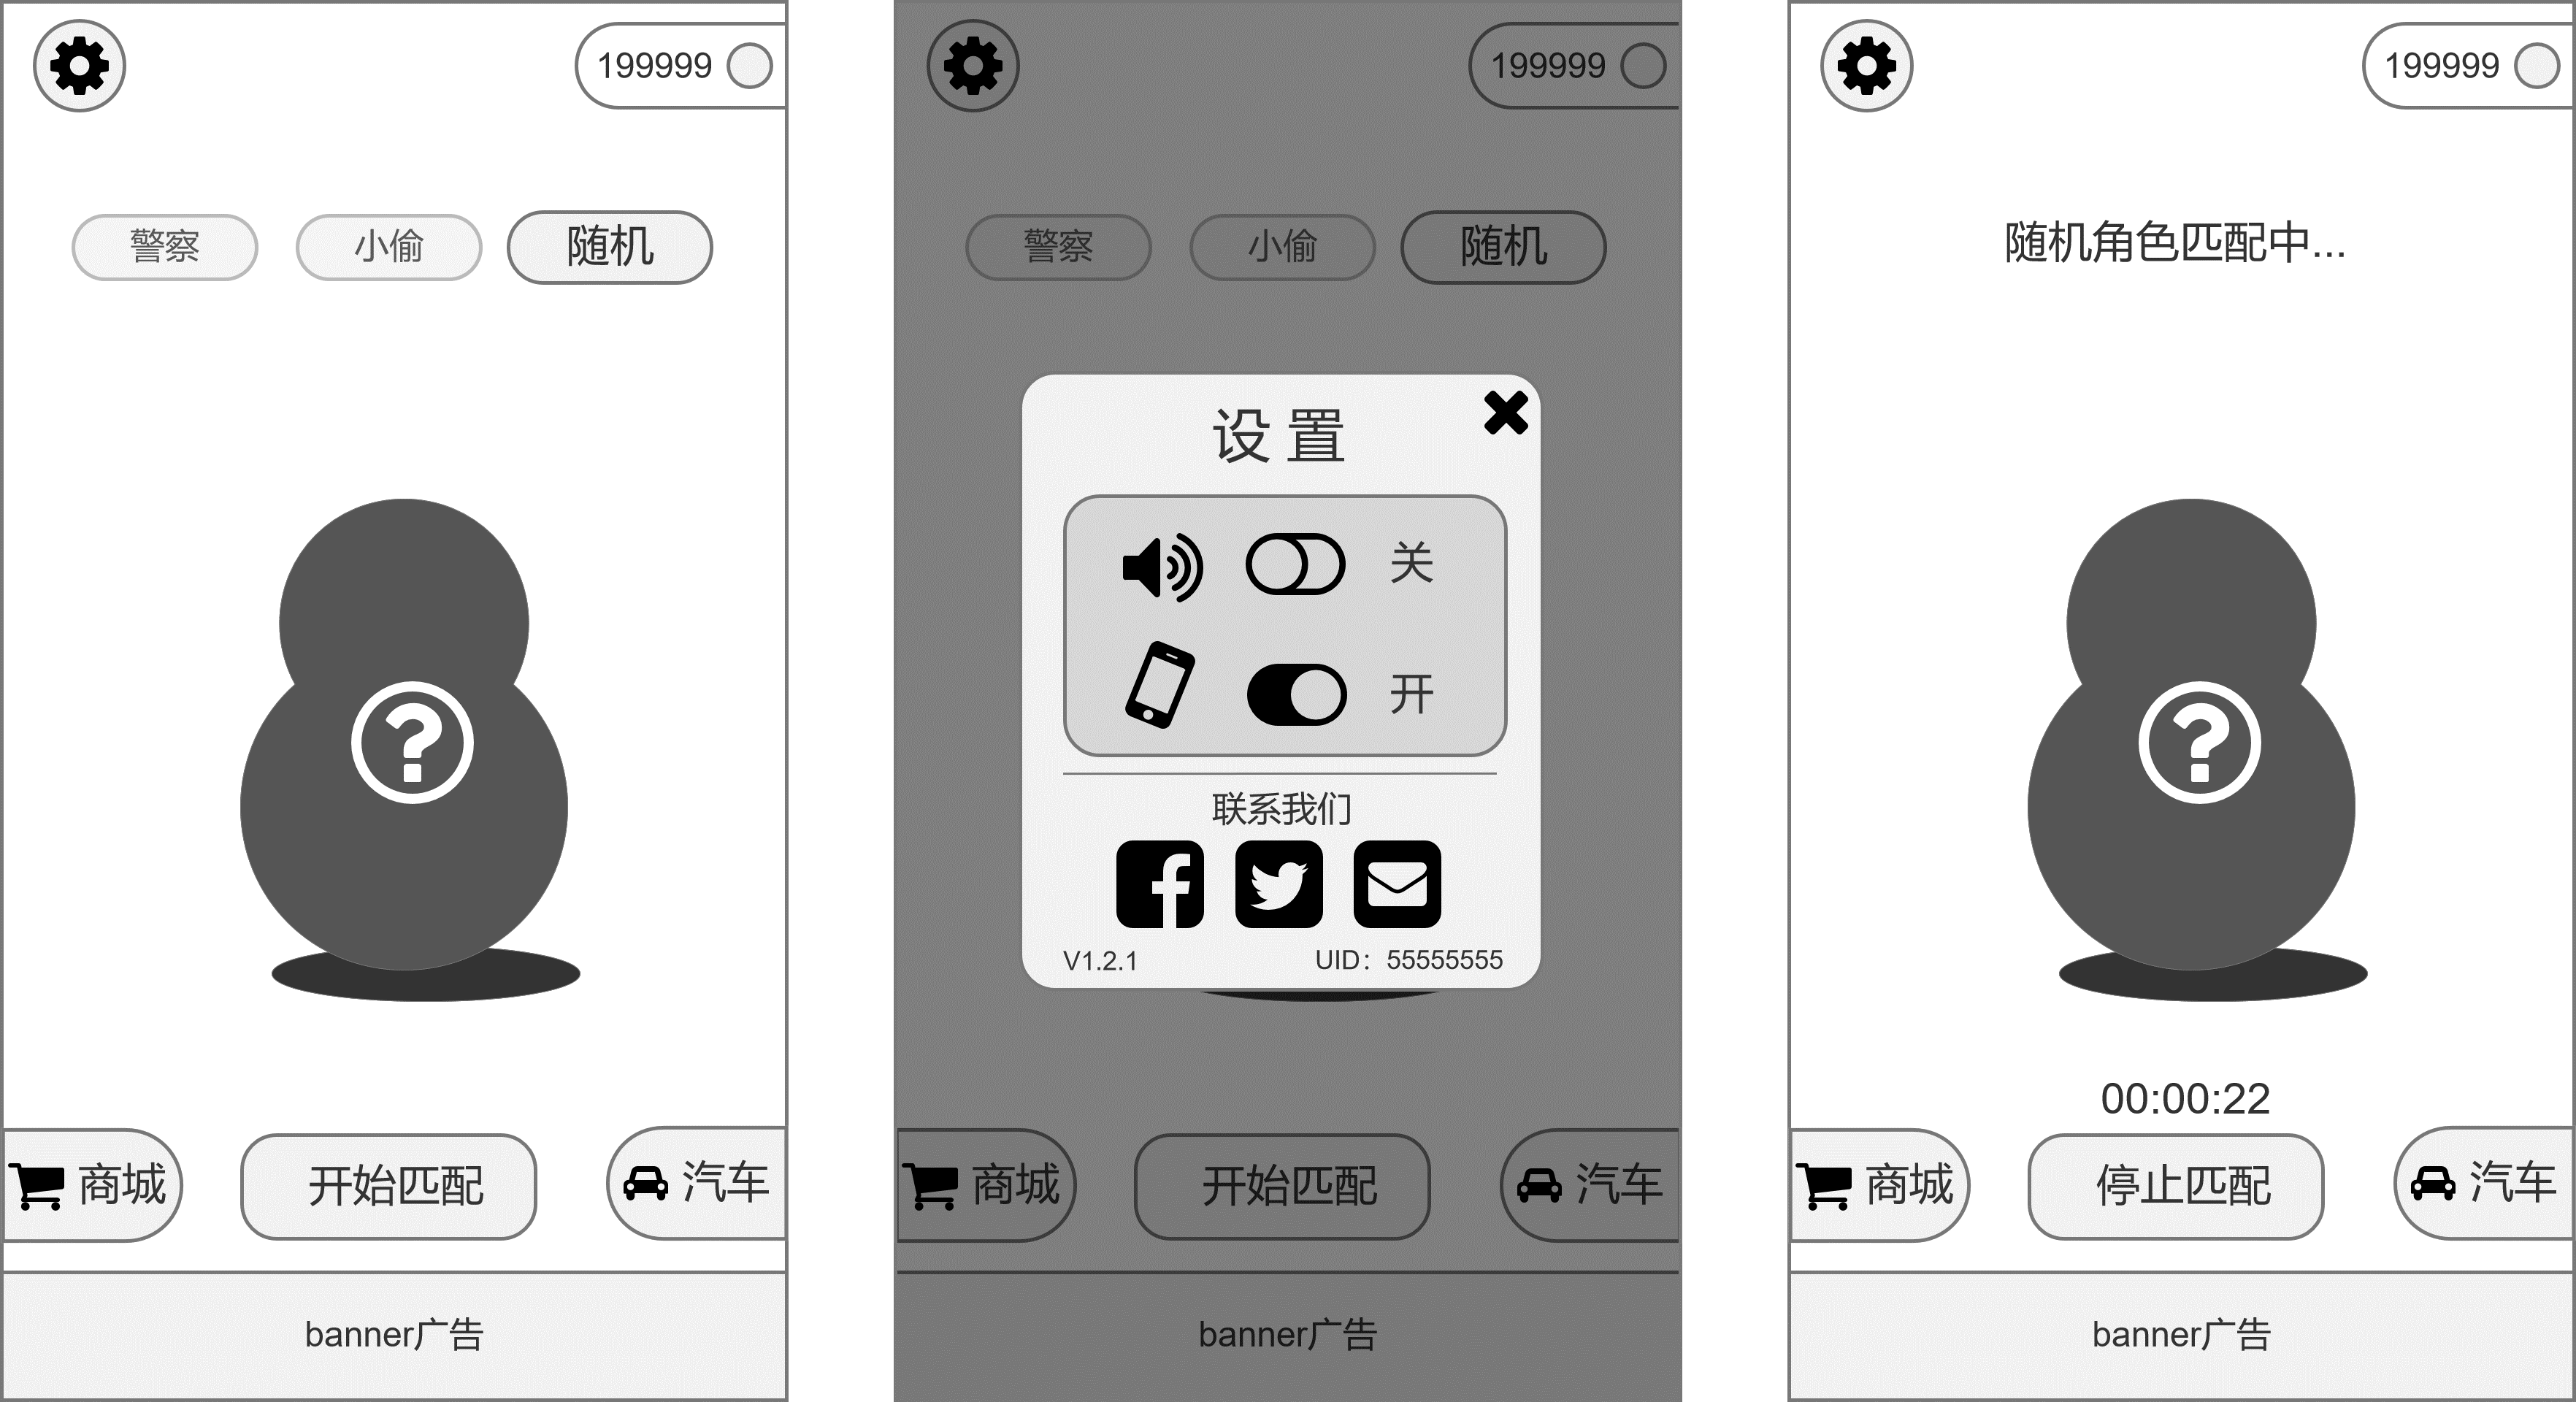 199999
警察
小偷
随机
商城
开始匹配
汽车
banner广告
199999
警察
小偷
随机
设 置
关
开
联系我们
V1.2.1
UID：55555555
商城
开始匹配
汽车
banner广告
199999
随机角色匹配中...
00:00:22
商城
停止匹配
汽车
banner广告